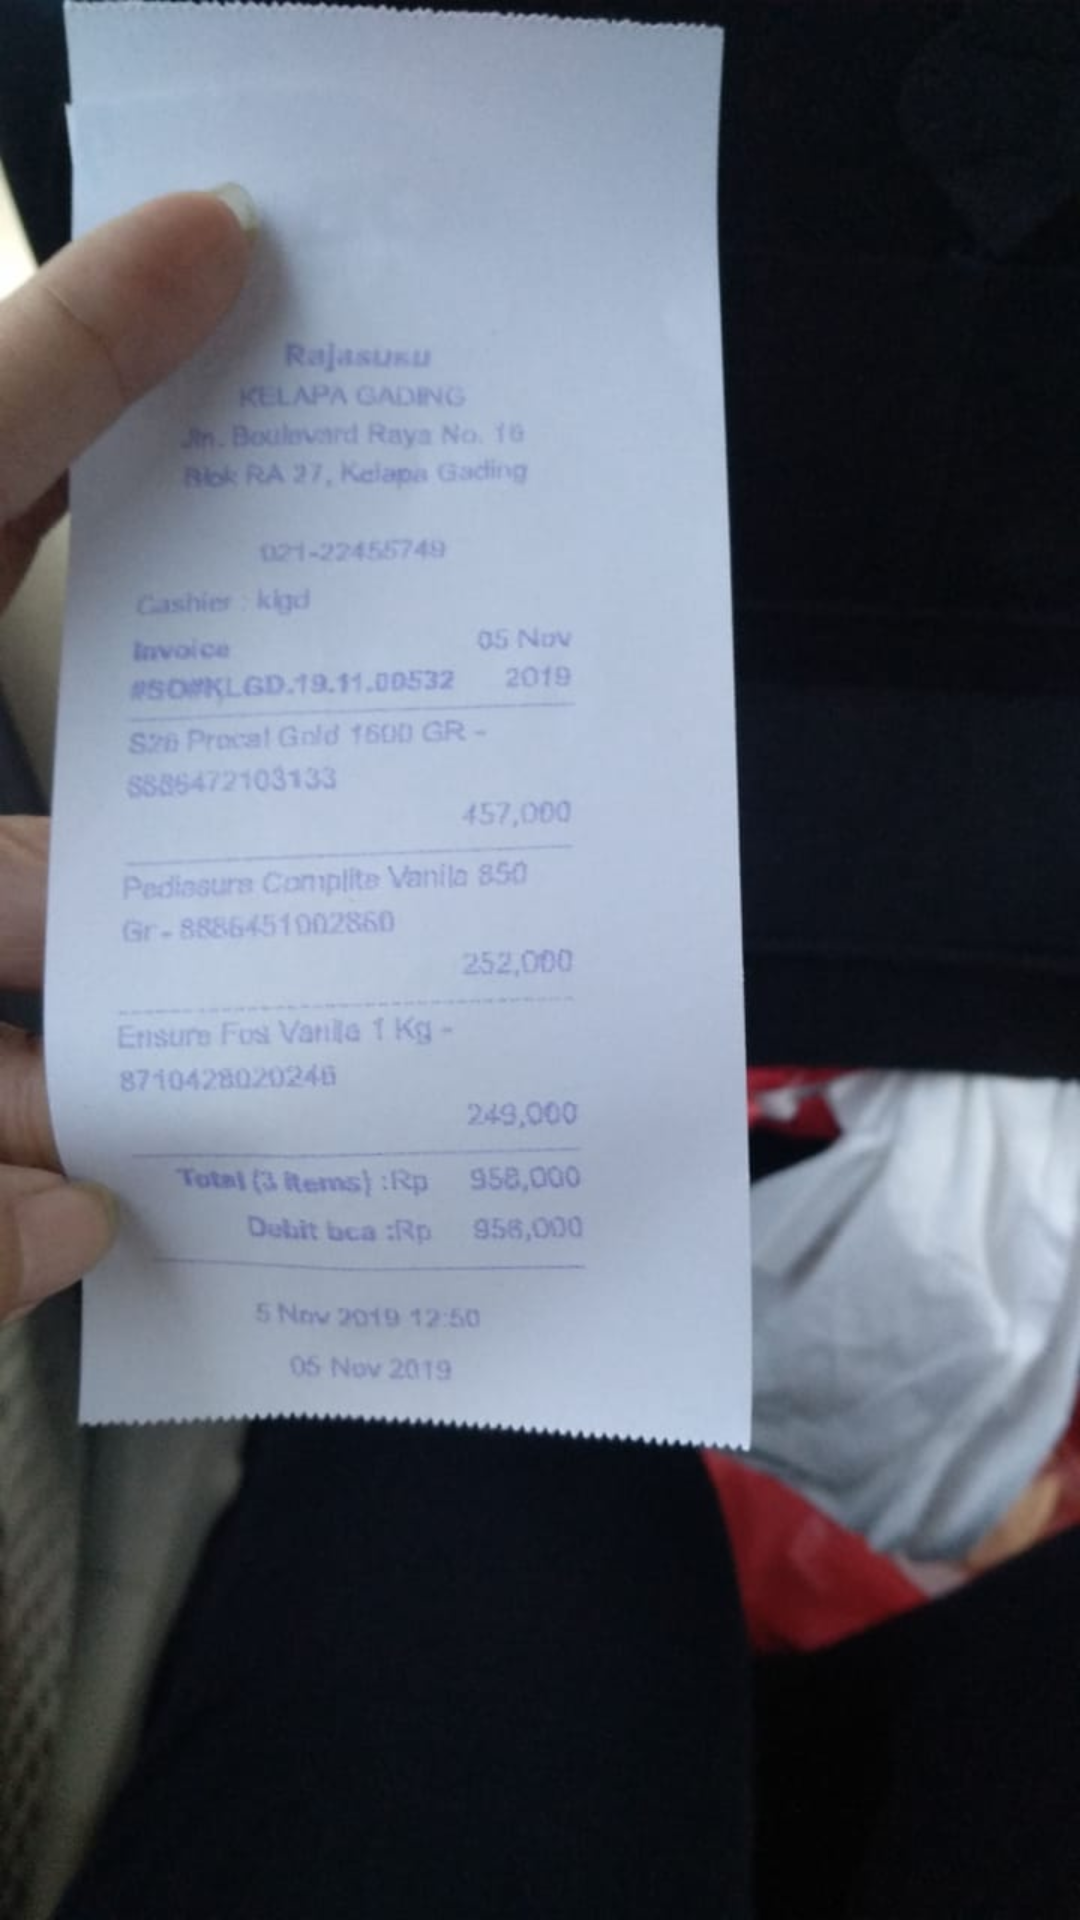 Rajasusu
KELAPA GADING
Jln. Boulevard Raya No. 16
Blok RA 27, Kelapa Gading
021-22455749
Cashier : klgd
Invoice 05 Nov
#SO#KLGD.19.11.00532 2019
S26 Procal Gold 1600 GR -
8886472103133
457,000
Pediasure Complite Vanila 850
Gr - 8886451002860
252,000
Ensure Fos Vanila 1 Kg -
8710428020246
249,000
Total (3 items) :Rp 958,000
Debit bca :Rp 958,000
5 Nov 2019 12:50
05 Nov 2019